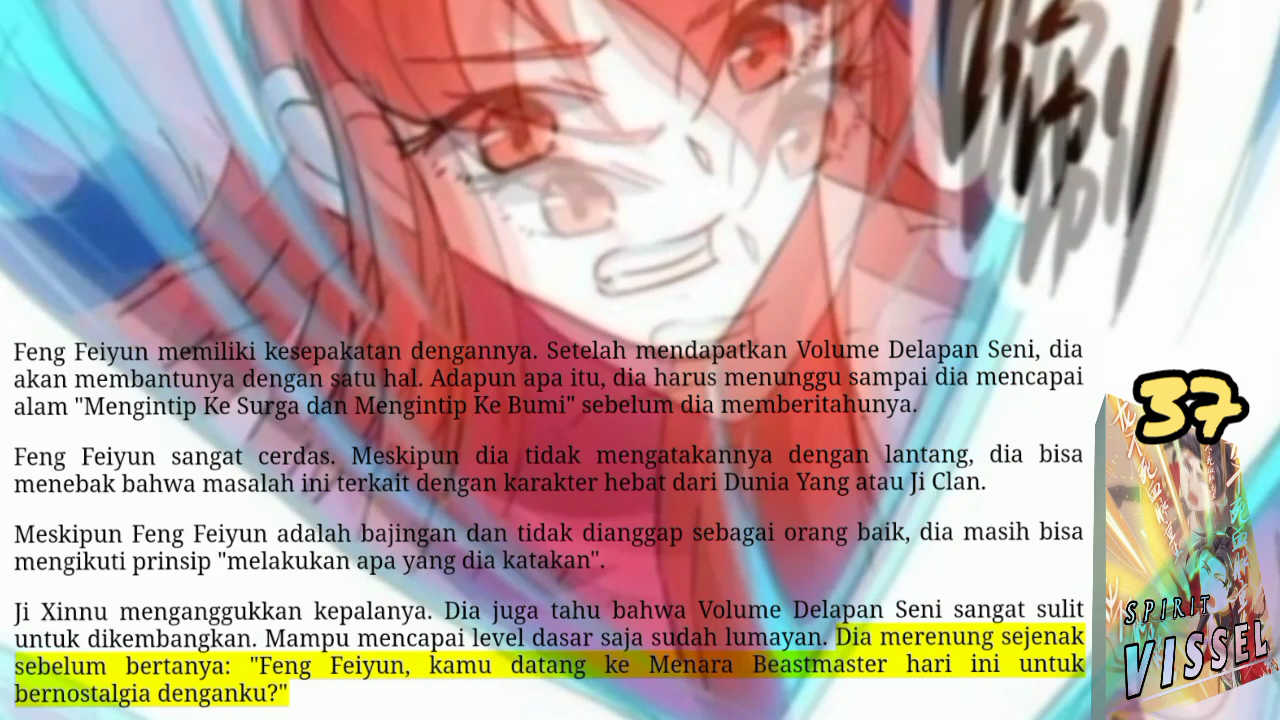 Feng Feiyun memiliki kesepakatan dengannya. Setelah mendapatkan Volume Delapan Seni, dia
akan membantunya dengan satu hal. Adapun apa itu, dia harus menunggu sampai dia mencapai
alam "Mengintip Ke Surga dan Mengintip Ke Bumi" sebelum dia memberitahunya.
Feng Feiyun sangat cerdas. Meskipun dia tidak mengatakannya dengan lantang, dia bisa
menebak bahwa masalah ini terkait dengan karakter hebat dari Dunia Yang atau Ji Clan.
Meskipun Feng Feiyun adalah bajingan dan tidak dianggap sebagai orang baik, dia masih bisa
mengikuti prinsip "melakukan apa yang dia katakan".
Ji Xinnu menganggukkan kepalanya. Dia juga tahu bahwa Volume Delapan Seni sangat sulit
untuk dikembangkan. Mampu mencapai level dasar saja sudah lumayan. Dia merenung sejenak
sebelum bertanya: "Feng Feiyun, kamu datang ke Menara Beastmaster hari ini untuk
bernostalgia denganku?"
37
SPIRIT
VISSEL